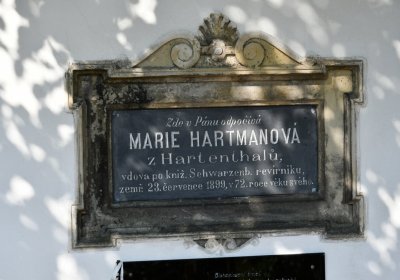 Zde v Pánu odpočívá
MARIE HARTMANOVÁ
z Hartenthalů,
vdova po kníž. Schwarzenb. revírníku,
zemř. 23. července 1899, v 72. roce věku svého.